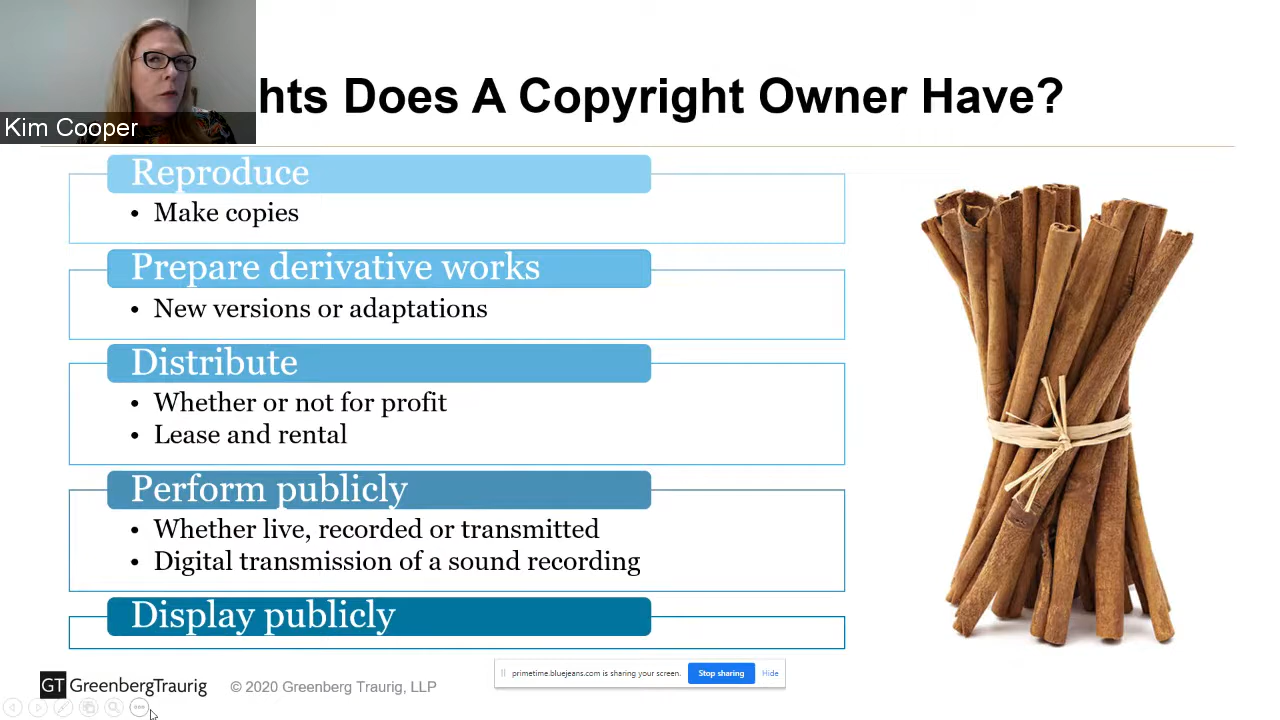 Kim Cooper
hts Does A Copyright Owner Have?
Reproduce
• Make copies
Prepare derivative works
• New versions or adaptations
Distribute
• Whether or not for profit
• Lease and rental
Perform publicly
• Whether live, recorded or transmitted
• Digital transmission of a sound recording
Display publicly
GT GreenbergTraurig © 2020 Greenberg Traurig, LLP
primetime.bluejeans.com is sharing your screen. Stop sharing Hide